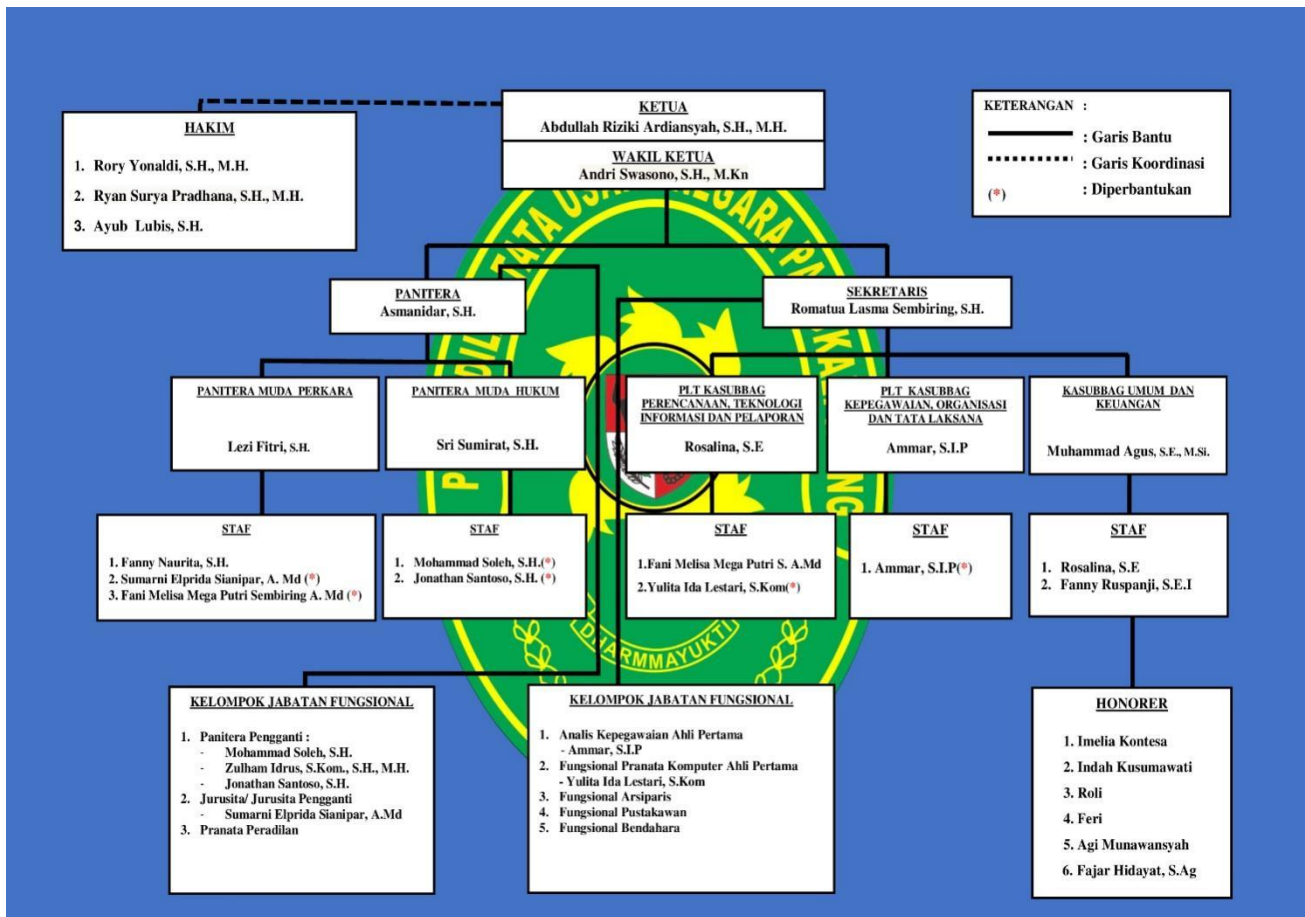 KETUA
Abdullah Riziki Ardiansyah, S.H., M.H.
WAKIL KETUA
Andri Swasono, S.H., M.Kn
HAKIM
1. Rory Yonaldi, S.H., M.H.
2. Ryan Surya Pradhana, S.H., M.H.
3. Ayub Lubis, S.H.
KETERANGAN :
: Garis Bantu
: Garis Koordinasi
(*) : Diperbantukan
PANITERA
Asmanidar, S.H.
SEKRETARIS
Romatua Lasma Sembiring, S.H.
PANITERA MUDA PERKARA
Lezi Fitri, S.H.
PANITERA MUDA HUKUM
Sri Sumirat, S.H.
PLT KASUBBAG
PERENCANAAN, TEKNOLOGI
INFORMASI DAN PELAPORAN
Rosalina, S.E
PLT KASUBBAG
KEPEGAWAIAN, ORGANISASI
DAN TATA LAKSANA
Ammar, S.I.P
KASUBBAG UMUM DAN
KEUANGAN
Muhammad Agus, S.E., M.Si.
STAF
1. Fanny Naurita, S.H.
2. Sumarni Elprida Sianipar, A. Md (*)
3. Fani Melisa Mega Putri Sembiring A. Md (*)
STAF
1. Mohammad Soleh, S.H.(*)
2. Jonathan Santoso, S.H. (*)
STAF
1.Fani Melisa Mega Putri S. A.Md
2.Yulita Ida Lestari, S.Kom(*)
STAF
1. Ammar, S.I.P(*)
STAF
1. Rosalina, S.E
2. Fanny Ruspanji, S.E.I
DHARMMAYUKTI
KELOMPOK JABATAN FUNGSIONAL
1. Panitera Pengganti :
- Mohammad Soleh, S.H.
- Zulham Idrus, S.Kom., S.H., M.H.
- Jonathan Santoso, S.H.
2. Jurusita/ Jurusita Pengganti
- Sumarni Elprida Sianipar, A.Md
3. Pranata Peradilan
KELOMPOK JABATAN FUNGSIONAL
1. Analis Kepegawaian Ahli Pertama
- Ammar, S.I.P
2. Fungsional Pranata Komputer Ahli Pertama
- Yulita Ida Lestari, S.Kom
3. Fungsional Arsiparis
4. Fungsional Pustakawan
5. Fungsional Bendahara
HONORER
1. Imelia Kontesa
2. Indah Kusumawati
3. Roli
4. Feri
5. Agi Munawansyah
6. Fajar Hidayat, S.Ag